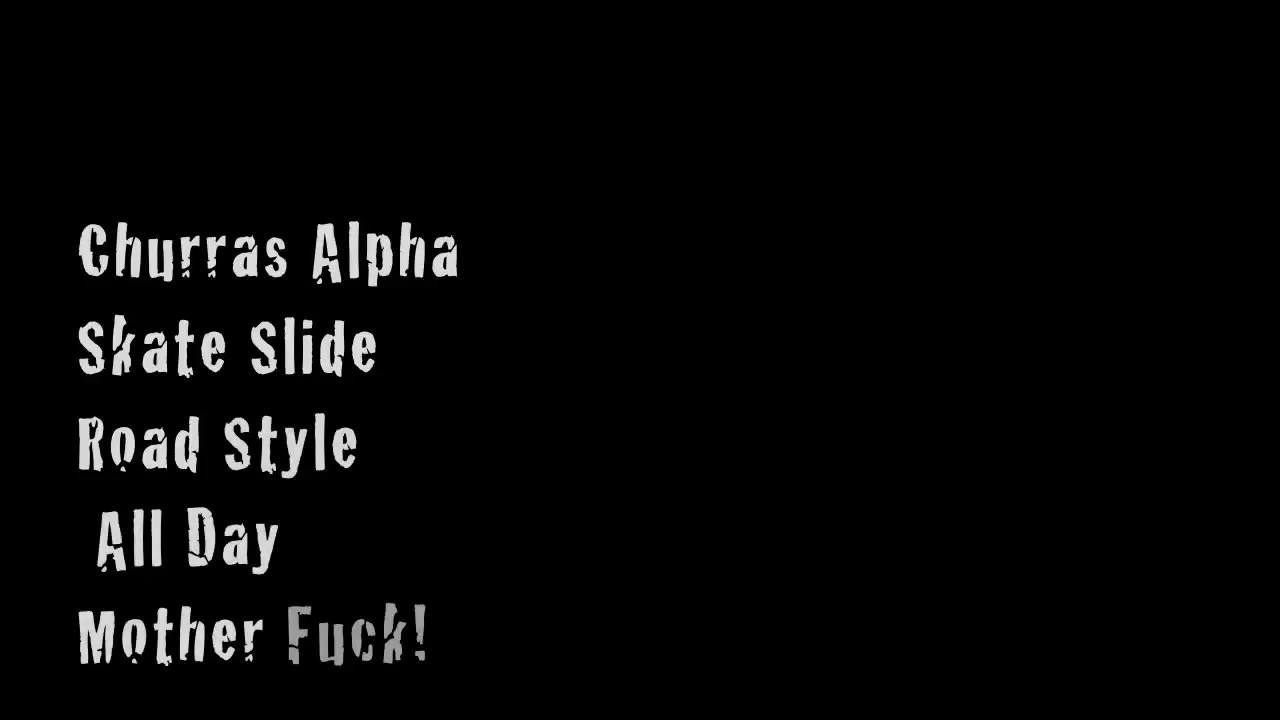 Churras Alpha
Skate Slide
Road Style
All Day
Mother Fuck!